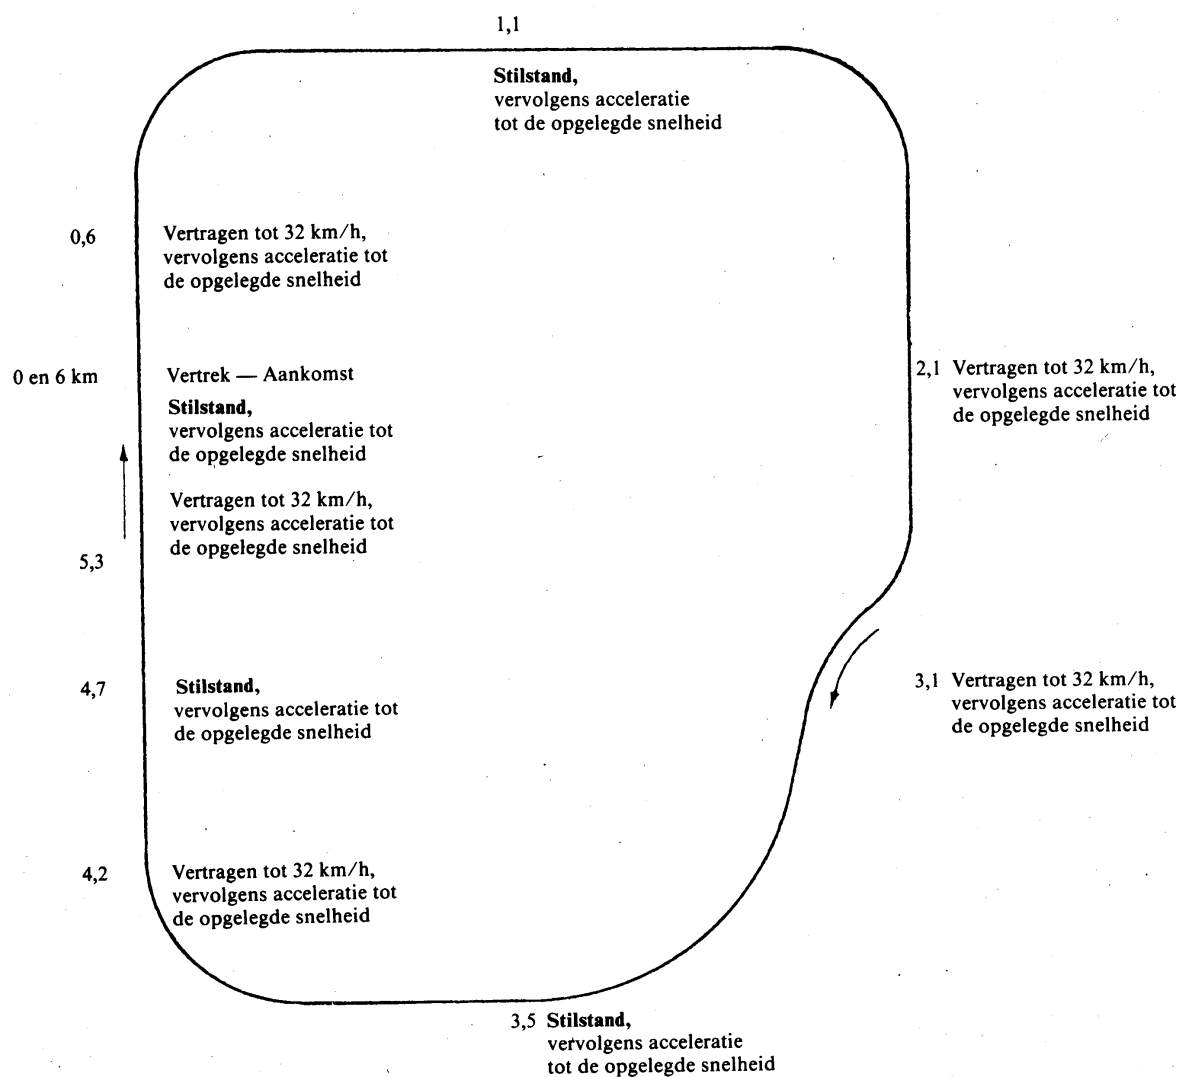 1,1
Stilstand,
vervolgens acceleratie
tot de opgelegde snelheid
0,6
Vertragen tot 32 km/h,
vervolgens acceleratie tot
de opgelegde snelheid
0 en 6 km
Vertrek — Aankomst
Stilstand,
vervolgens acceleratie tot
de opgelegde snelheid
2,1 Vertragen tot 32 km/h,
vervolgens acceleratie tot
de opgelegde snelheid
Vertragen tot 32 km/h,
vervolgens acceleratie tot
de opgelegde snelheid
5,3
4,7
Stilstand,
vervolgens acceleratie tot
de opgelegde snelheid
3,1 Vertragen tot 32 km/h,
vervolgens acceleratie tot
de opgelegde snelheid
4,2
Vertragen tot 32 km/h,
vervolgens acceleratie tot
de opgelegde snelheid
3,5 Stilstand,
vervolgens acceleratie
tot de opgelegde snelheid